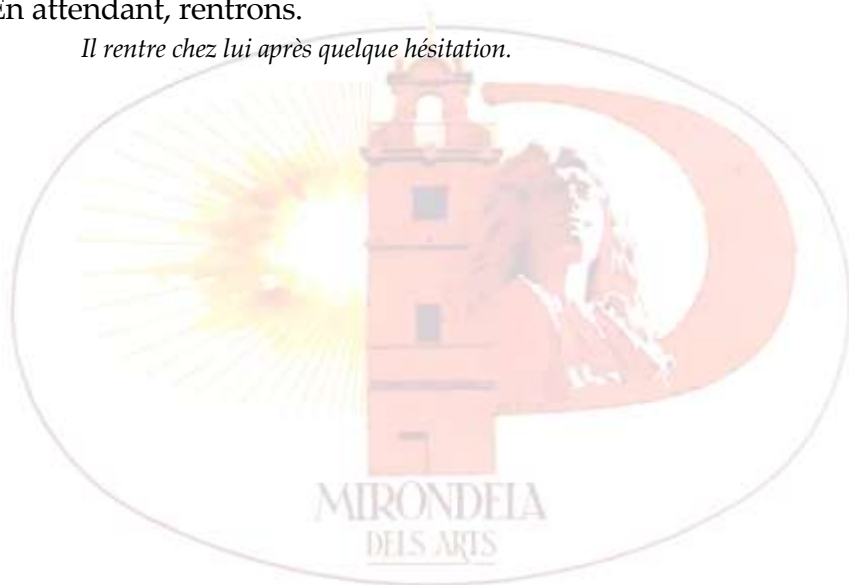 En attendant, rentrons.
Il rentre chez lui après quelque hésitation.
MIRONDELA
DELS ARTS